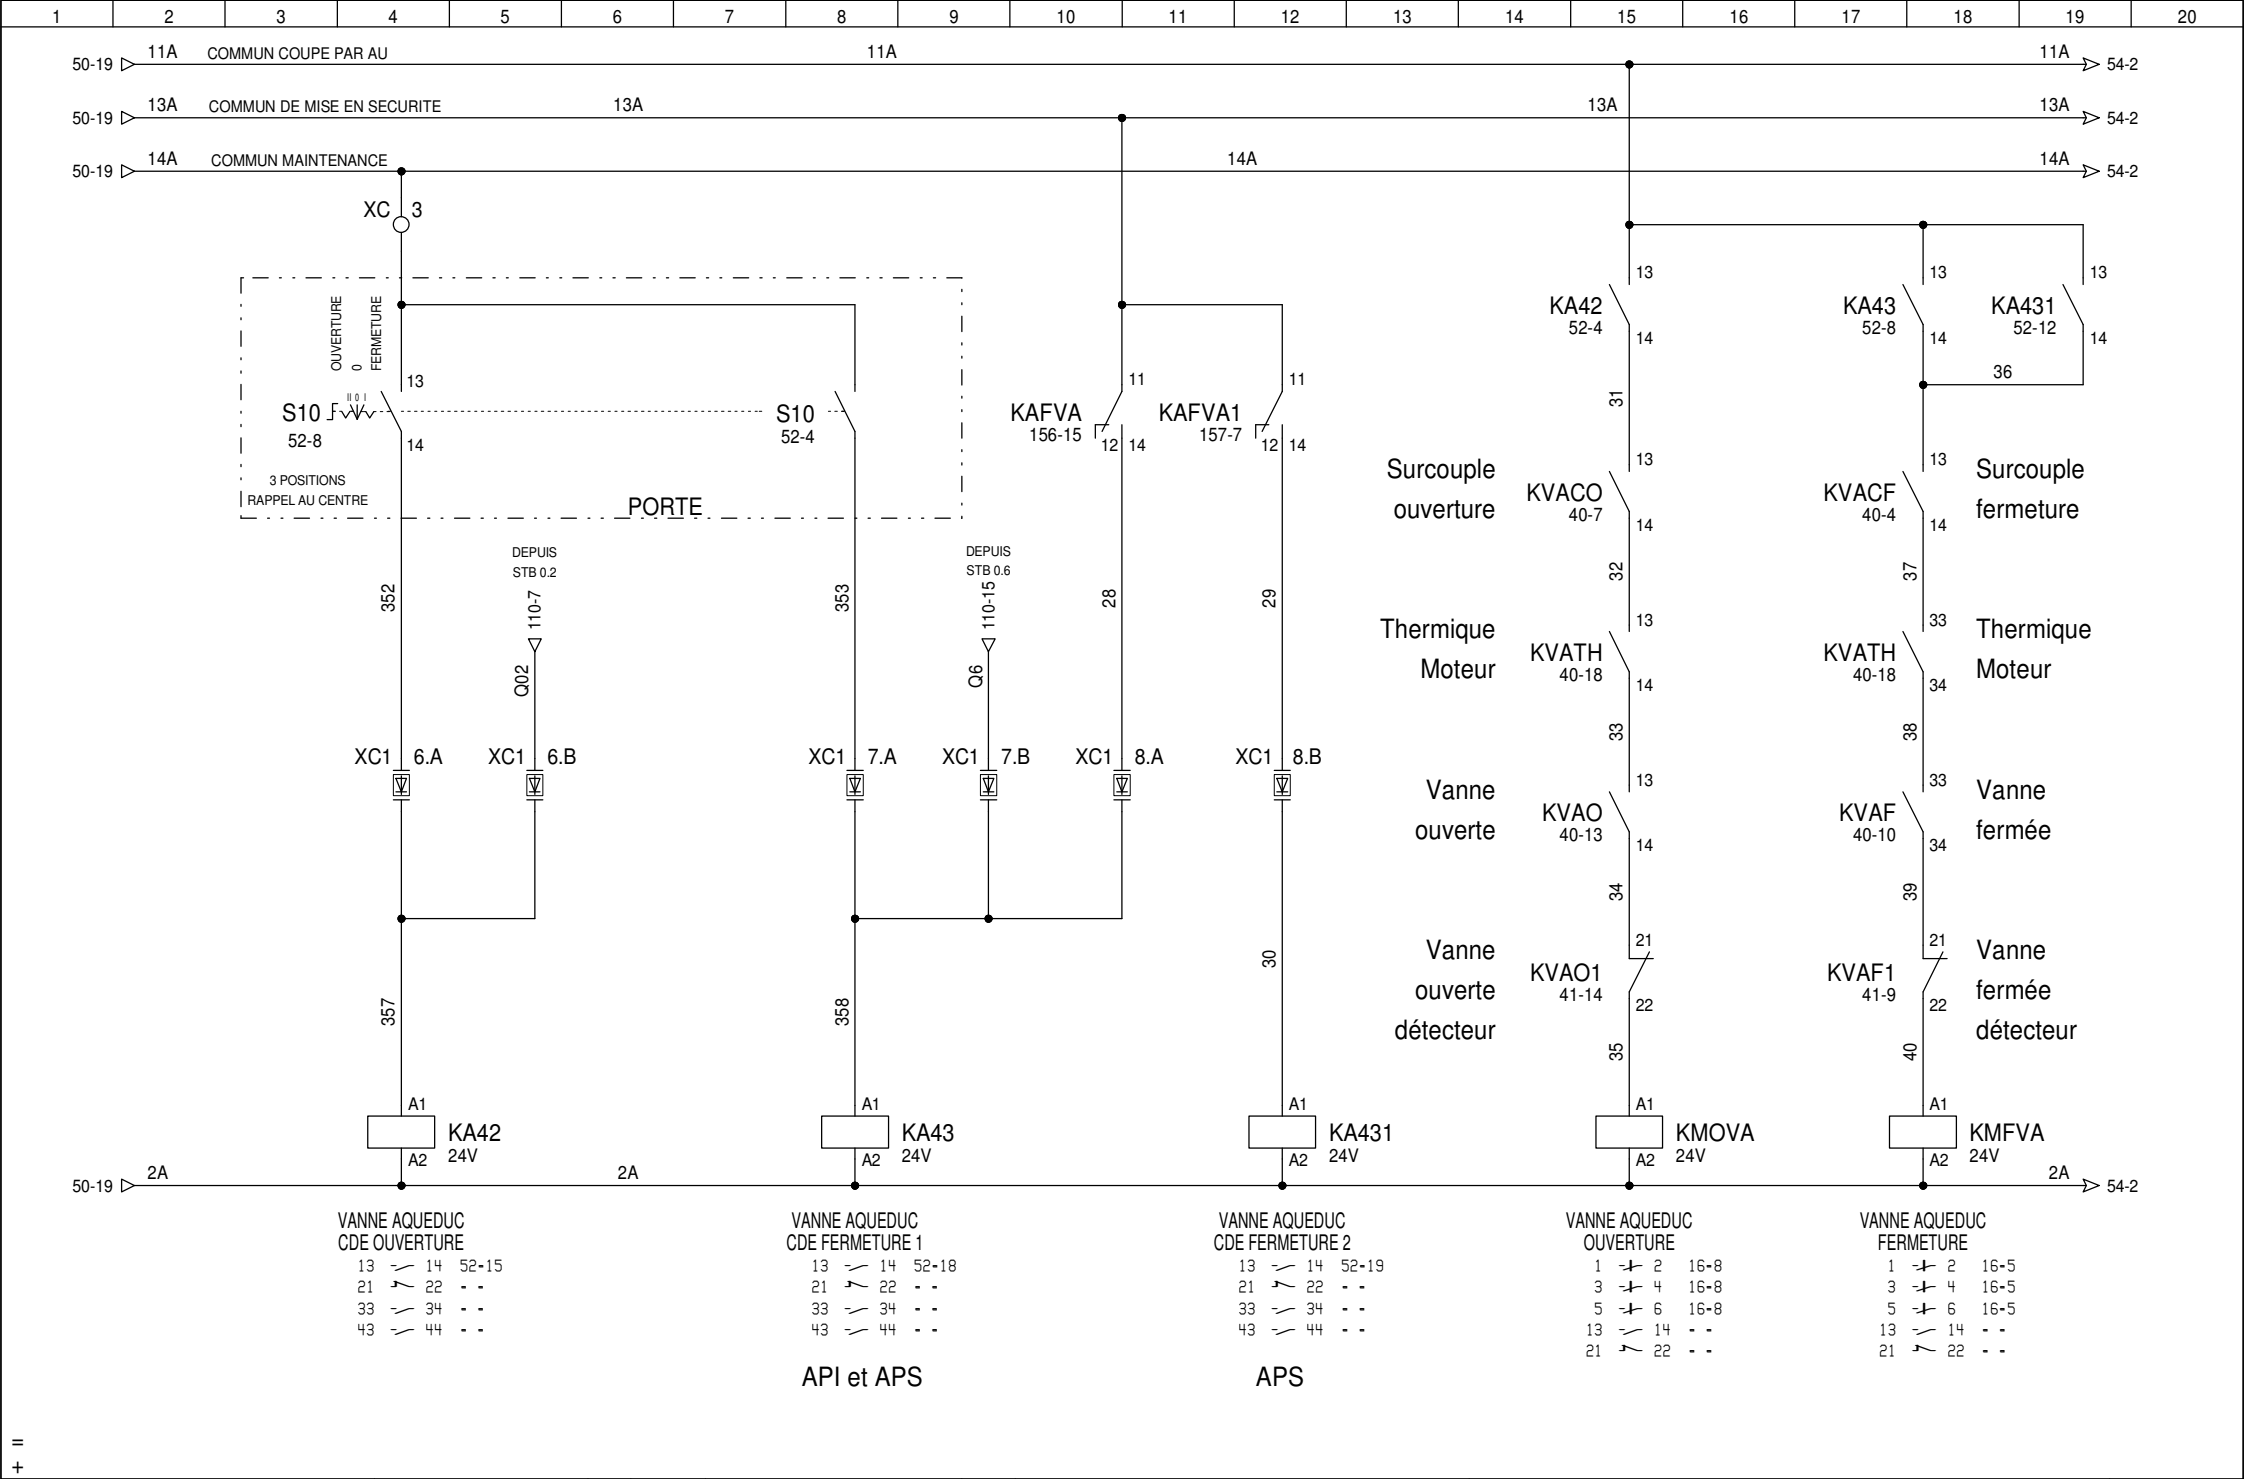 1 2 3 4 5 6 7 8 9 10 11 12 13 14 15 16 17 18 19 20
11A COMMUN COUPE PAR AU 11A 11A
50-19 54-2
13A COMMUN DE MISE EN SECURITE 13A 13A 13A
50-19 54-2
14A COMMUN MAINTENANCE 14A 14A
50-19 54-2
XC 3
13 13 13
OUVERTURE
0
FERMETURE
KA42 KA43 KA431
52-4 52-8 52-12
14 14 14
36
13 11 11
II 0 I
S10 S10 KAFVA KAFVA1
52-8 52-4 156-15 157-7
14 12 14 12 14
31
3 POSITIONS
RAPPEL AU CENTRE
PORTE
13 13
Surcouple KVACO KVACF Surcouple
ouverture 40-7 40-4 fermeture
14 14
DEPUIS DEPUIS
STB 0.2 STB 0.6
352 110-7 353 110-15 28 29 32 37
Q02 Q6
13 33
Thermique KVATH KVATH Thermique
Moteur 40-18 40-18 Moteur
14 34
33 38
XC1 6.A XC1 6.B XC1 7.A XC1 7.B XC1 8.A XC1 8.B
13 33
Vanne KVAO KVAF Vanne
ouverte 40-13 40-10 fermée
14 34
34 39
357 358 30
21 21
Vanne KVAO1 KVAF1 Vanne
ouverte 41-14 41-9 fermée
22 22
détecteur détecteur
35 40
A1 A1 A1 A1 A1
KA42 KA43 KA431 KMOVA KMFVA
24V 24V 24V 24V 24V
A2 A2 A2 A2 A2
2A 2A 2A
50-19 54-2
VANNE AQUEDUC VANNE AQUEDUC VANNE AQUEDUC VANNE AQUEDUC VANNE AQUEDUC
CDE OUVERTURE CDE FERMETURE 1 CDE FERMETURE 2 OUVERTURE FERMETURE
13 14 52-15 13 14 52-18 13 14 52-19 1 2 16-8 1 2 16-5
21 22 - - 21 22 - - 21 22 - - 3 4 16-8 3 4 16-5
33 34 - - 33 34 - - 33 34 - - 5 6 16-8 5 6 16-5
43 44 - - 43 44 - - 43 44 - - 13 14 - - 13 14 - -
21 22 - - 21 22 - -
API et APS APS
=
+